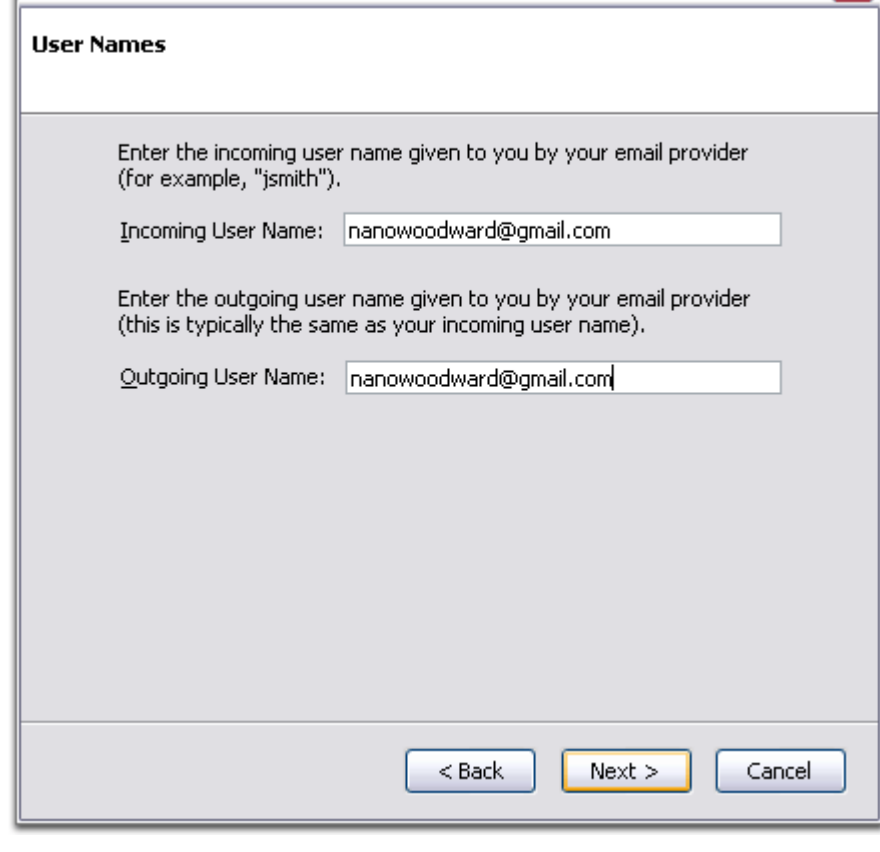 User Names
Enter the incoming user name given to you by your email provider
(for example, "jsmith").
Incoming User Name: nanowoodward@gmail.com
Enter the outgoing user name given to you by your email provider
(this is typically the same as your incoming user name).
Outgoing User Name: nanowoodward@gmail.com
< Back Next > Cancel